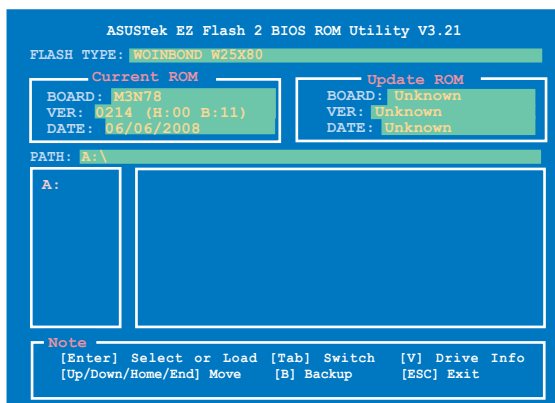 ASUSTek EZ Flash 2 BIOS ROM Utility V3.21
FLASH TYPE: WOINBOND W25X80
Current ROM
BOARD: M3N78
VER: 0214 (H:00 B:11)
DATE: 06/06/2008
Update ROM
BOARD: Unknown
VER: Unknown
DATE: Unknown
PATH: A:\
A:
Note
[Enter] Select or Load [Tab] Switch [V] Drive Info
[Up/Down/Home/End] Move [B] Backup [ESC] Exit